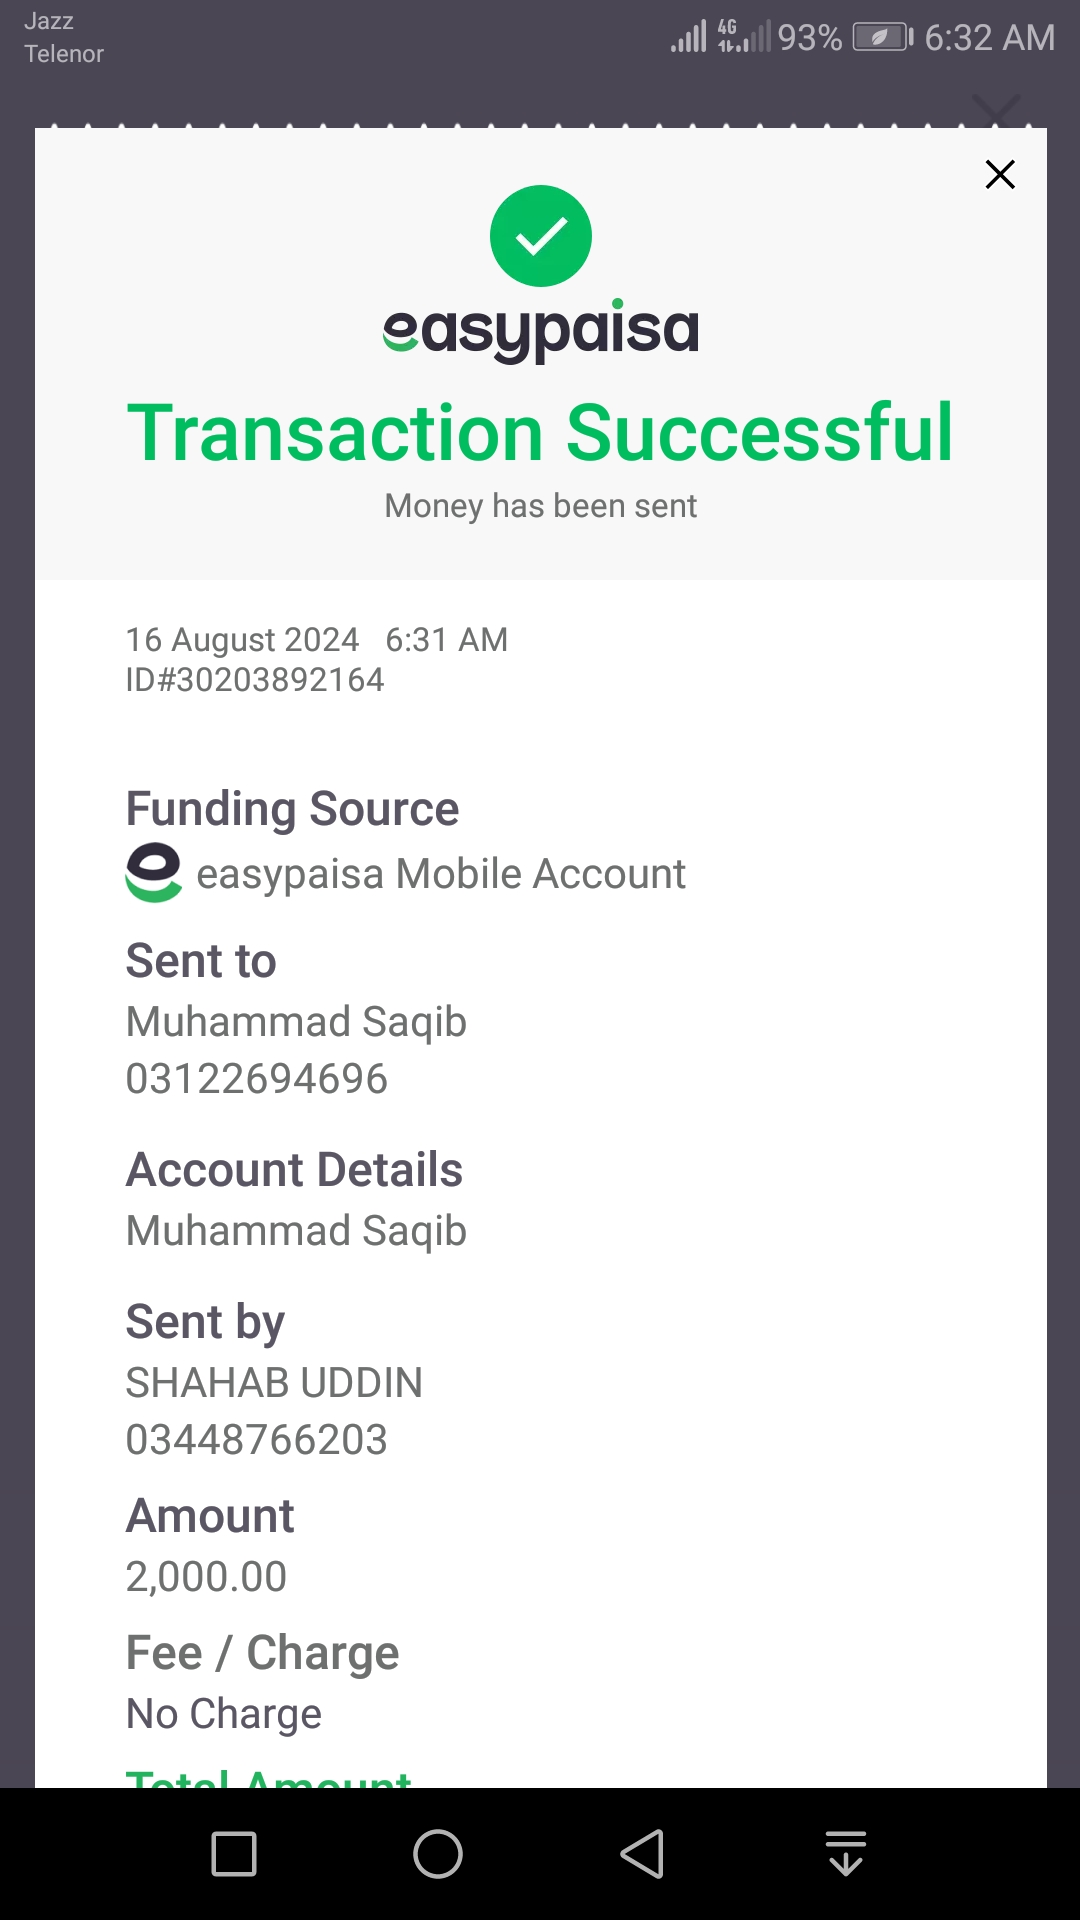 Jazz
Telenor
4G
93%
6:32 AM
easypaisa
Transaction Successful
Money has been sent
16 August 2024 6:31 AM
ID#30203892164
Funding Source
easypaisa Mobile Account
Sent to
Muhammad Saqib
03122694696
Account Details
Muhammad Saqib
Sent by
SHAHAB UDDIN
03448766203
Amount
2,000.00
Fee / Charge
No Charge
Total Amount